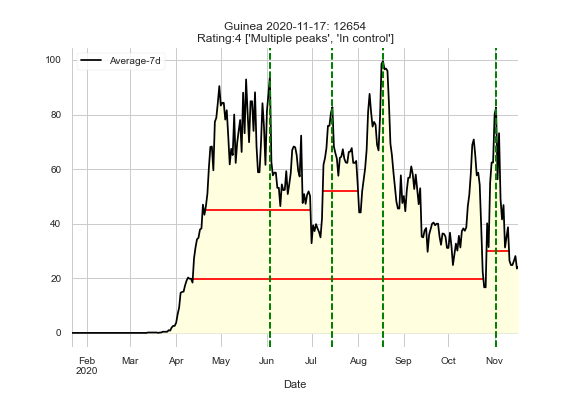 Guinea 2020-11-17: 12654
Rating:4 ['Multiple peaks', 'In control']
Average-7d
100
80
60
40
20
0
Feb Mar Apr May Jun Jul Aug Sep Oct Nov
2020
Date